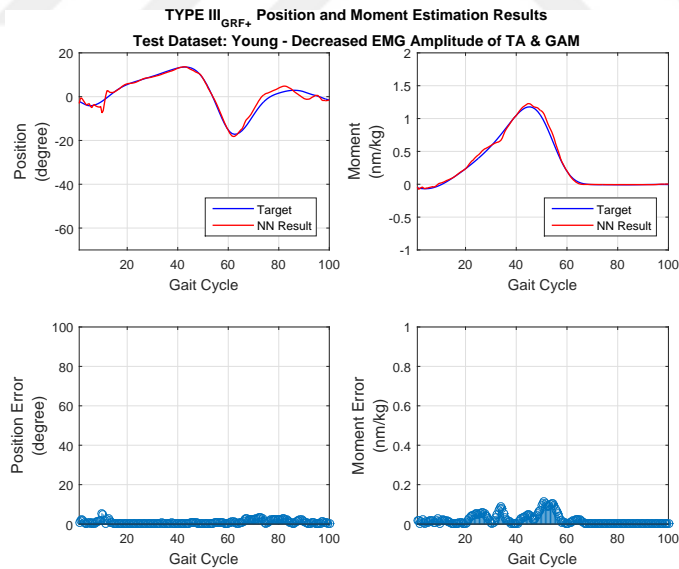 TYPE III_GRF+ Position and Moment Estimation Results
Test Dataset: Young - Decreased EMG Amplitude of TA & GAM
20
0
-20
-40
-60
Position
(degree)
Target
NN Result
20 40 60 80 100
Gait Cycle
2
1.5
1
0.5
0
-0.5
-1
Moment
(nm/kg)
Target
NN Result
20 40 60 80 100
Gait Cycle
100
80
60
40
20
0
Position Error
(degree)
20 40 60 80 100
Gait Cycle
1
0.8
0.6
0.4
0.2
0
Moment Error
(nm/kg)
20 40 60 80 100
Gait Cycle